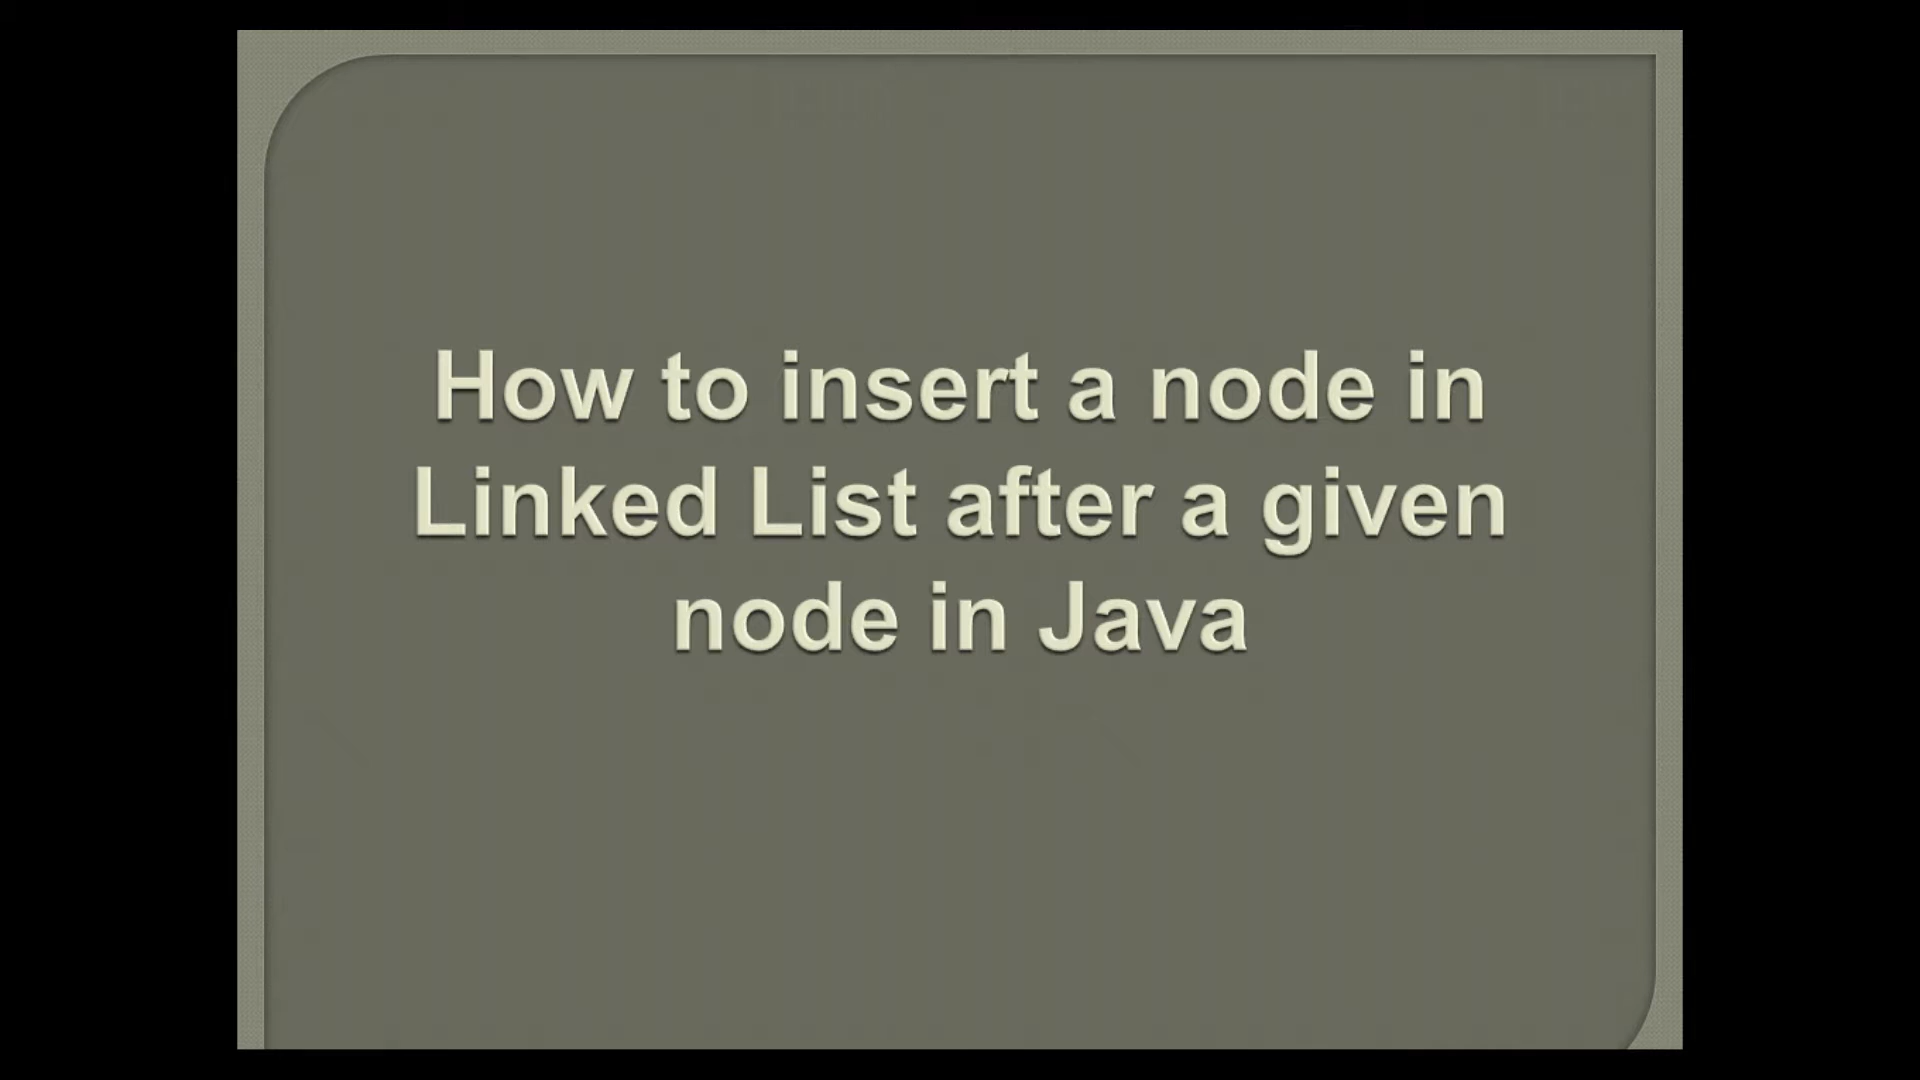 How to insert a node in
Linked List after a given
node in Java